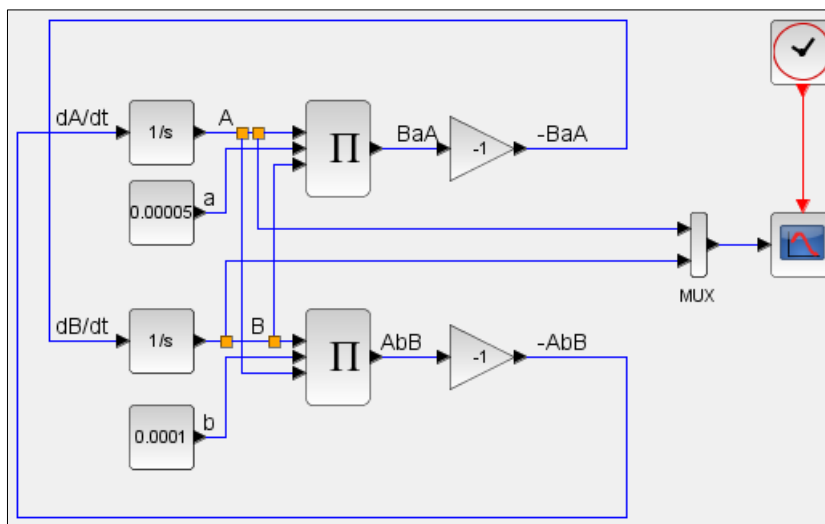 dA/dt
1/s
A
Π
BaA
-1
-BaA
0.00005
a
MUX
dB/dt
1/s
B
Π
AbB
-1
-AbB
0.0001
b